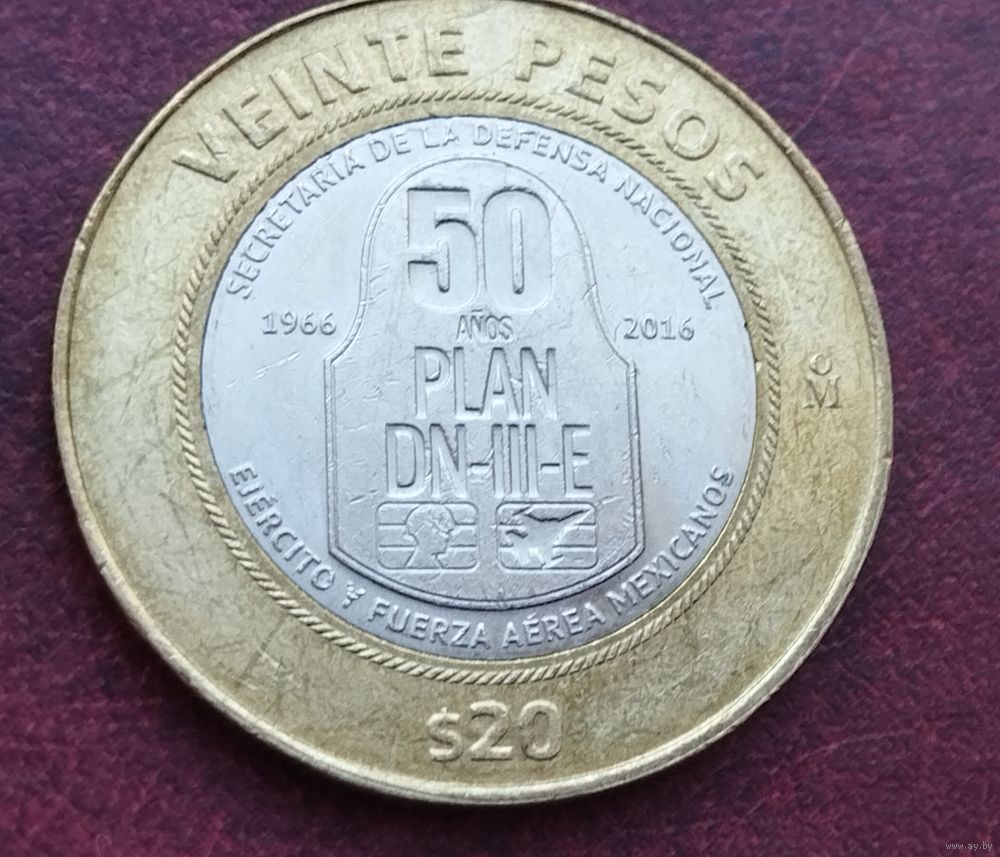 VEINTE PESOS
SECRETARÍA DE LA DEFENSA NACIONAL
50
AÑOS
1966
2016
PLAN
DN-III-E
M
EJÉRCITO Y FUERZA AÉREA MEXICANOS
$20
www.ay.by